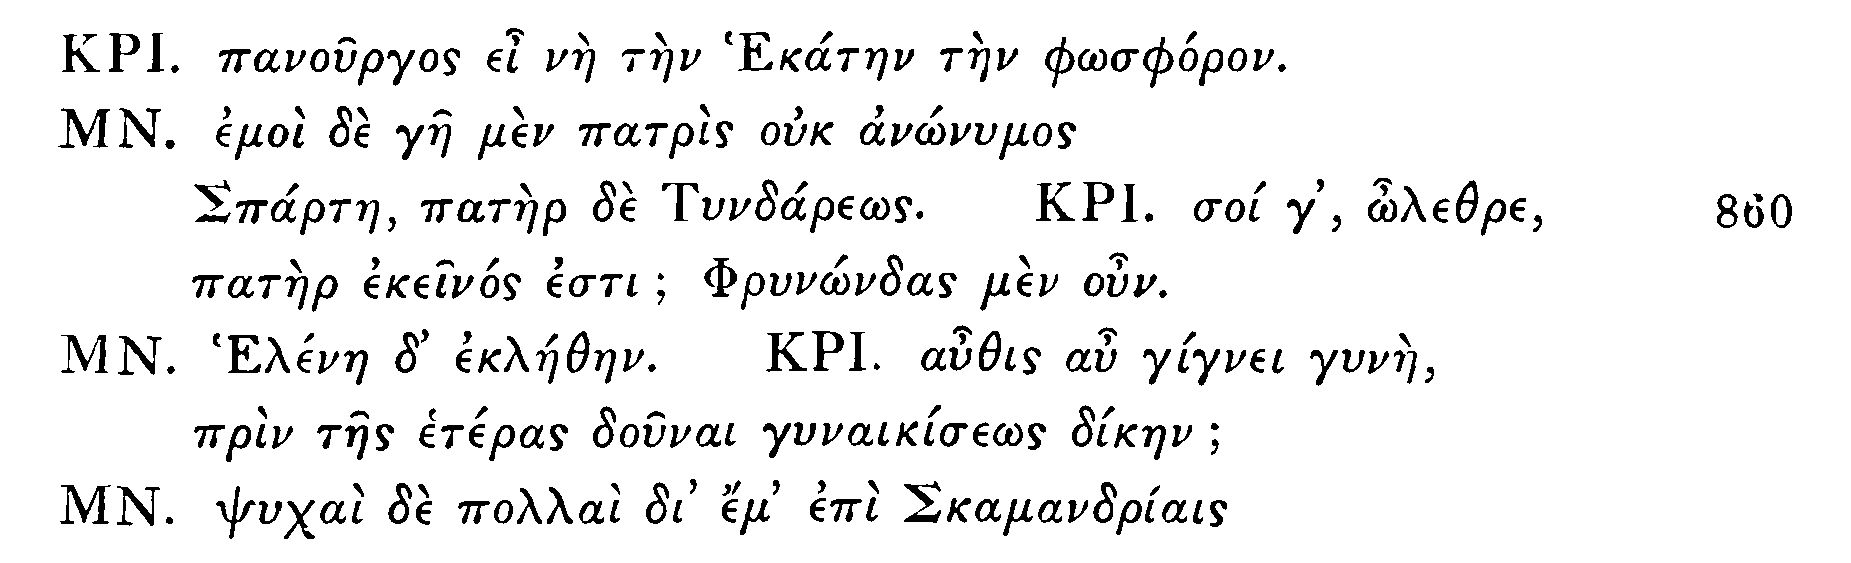 ΚΡΙ. πανοῦργος εἶ νὴ τὴν Ἑκάτην τὴν φωσφόρον.
ΜΝ. ἐμοὶ δὲ γῆ μὲν πατρὶς οὐκ ἀνώνυμος
Σπάρτη, πατὴρ δὲ Τυνδάρεως. ΚΡΙ. σοί γ’, ὦλεθρε, 860
πατὴρ ἐκεῖνός ἐστι; Φρυνώνδας μὲν οὖν.
ΜΝ. Ἑλένη δ’ ἐκλήθην. ΚΡΙ. αὖθις αὖ γίγνει γυνὴ,
πρὶν τῆς ἑτέρας δοῦναι γυναικίσεως δίκην;
ΜΝ. ψυχαὶ δὲ πολλαὶ δι’ ἔμ’ ἐπὶ Σκαμανδρίαις